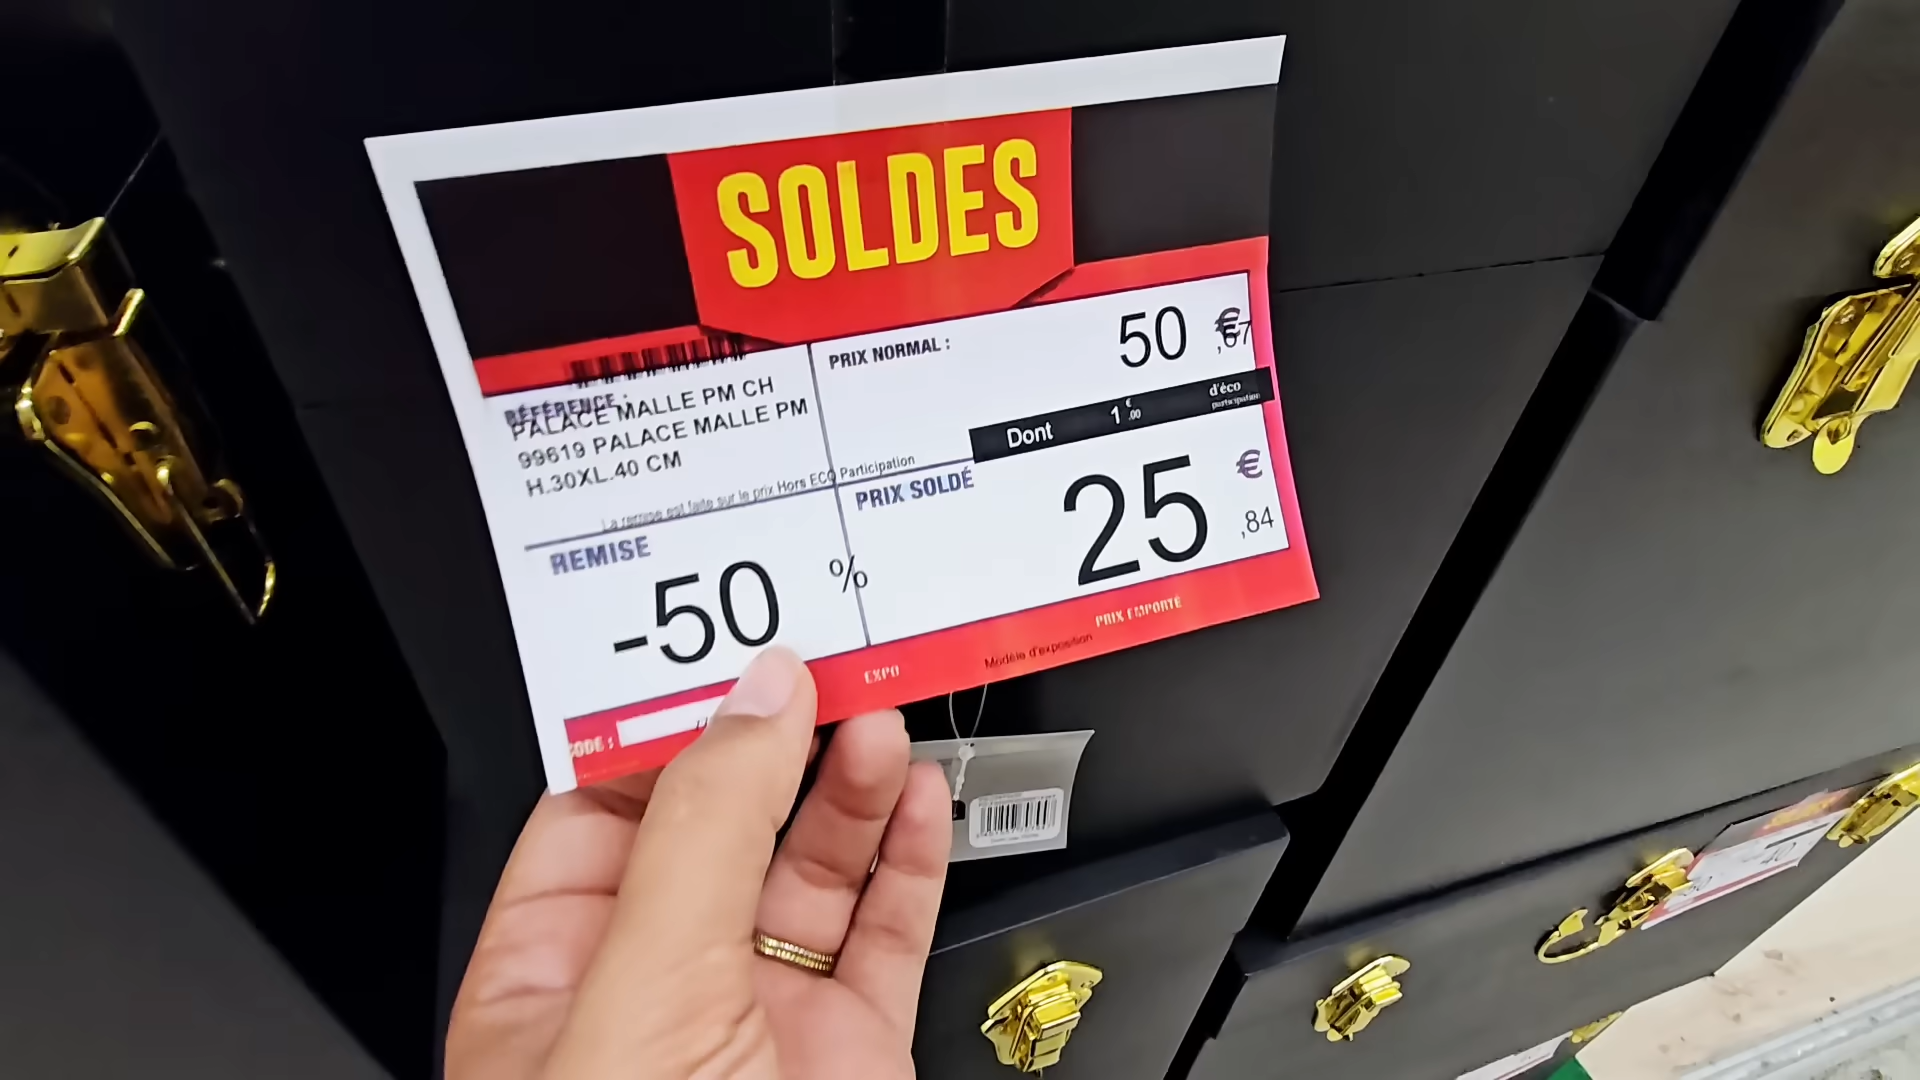 SOLDES
RÉFÉRENCE :
PALACE MALLE PM CH
99619 PALACE MALLE PM
H.30XL.40 CM
La remise est faite sur le prix Hors ECO Participation
PRIX NORMAL :
50 € ,67
Dont 1 € .00 d'éco participation
REMISE
-50 %
PRIX SOLDÉ
25 € ,84
PRIX EMPORTÉ
EXPO
Modèle d'exposition
CODE :